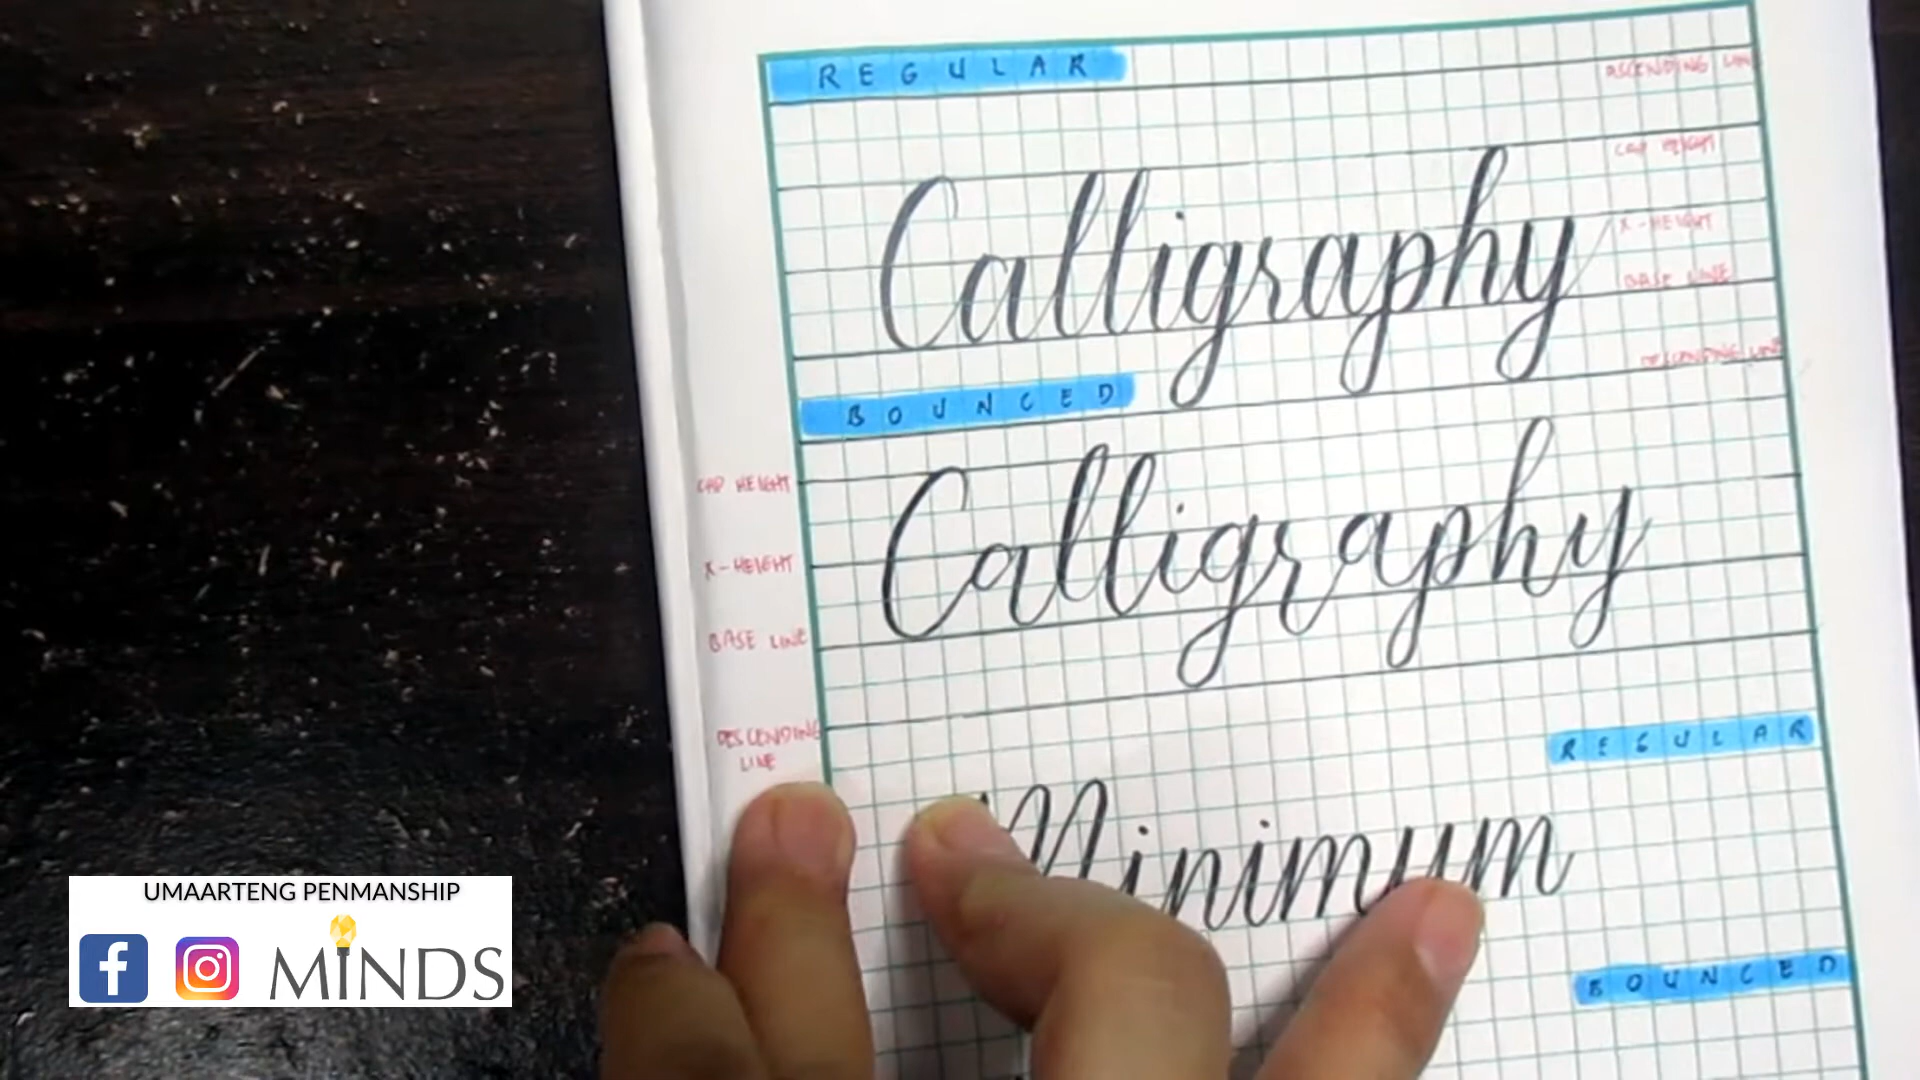 REGULAR
ASCENDING LINE
CAP HEIGHT
Calligraphy
X-HEIGHT
BASE LINE
DESCENDING LINE
BOUNCED
CAP HEIGHT
Calligraphy
X-HEIGHT
BASE LINE
DESCENDING
LINE
REGULAR
Minimum
BOUNCED
UMAARTENG PENMANSHIP
MINDS